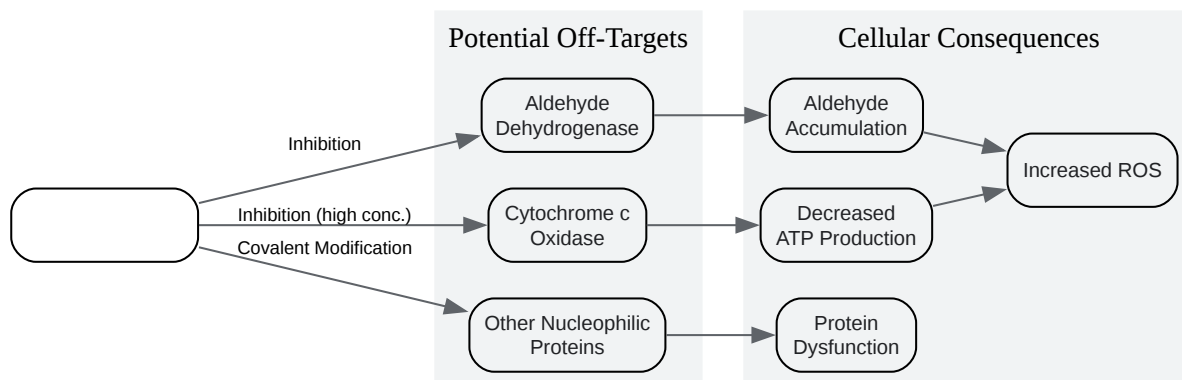 Potential Off-Targets
Cellular Consequences
Inhibition
Aldehyde
Dehydrogenase
Aldehyde
Accumulation
Increased ROS
Inhibition (high conc.)
Cytochrome c
Oxidase
Decreased
ATP Production
Covalent Modification
Other Nucleophilic
Proteins
Protein
Dysfunction